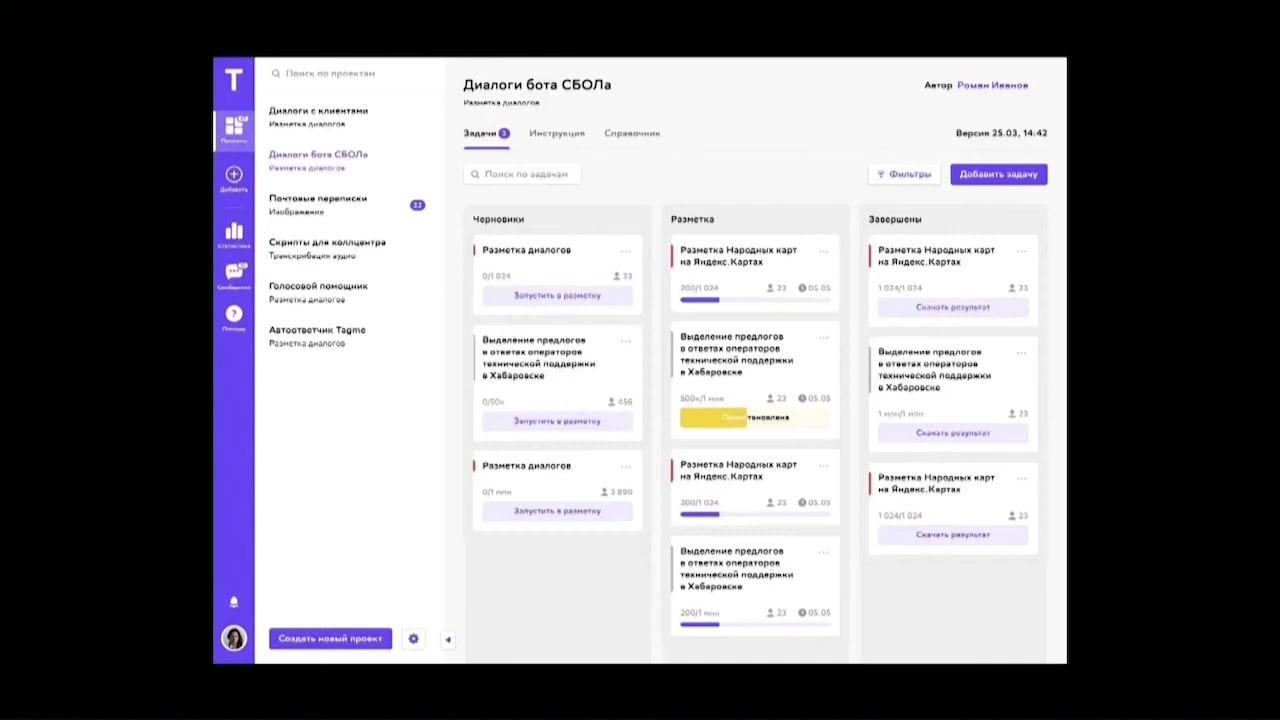 T
Поиск по проектам
Проекты
Добавить
Статистика
Сообщения
Помощь
Диалоги с клиентами
Разметка диалогов
Диалоги бота СБОЛа
Разметка диалогов
Почтовые переписки
Изображения
22
Скрипты для коллцентра
Транскрибация аудио
Голосовой помощник
Разметка диалогов
Автоответчик Tagme
Разметка диалогов
Создать новый проект
Диалоги бота СБОЛа
Разметка диалогов
Автор Роман Иванов
Задачи 3 Инструкция Справочник
Версия 25.03, 14:42
Поиск по задачам
Фильтры
Добавить задачу
Черновики
Разметка диалогов
0/1 024 23
Запустить в разметку
Выделение предлогов
в ответах операторов
технической поддержки
в Хабаровске
0/50к 456
Запустить в разметку
Разметка диалогов
0/1 млн 3 890
Запустить в разметку
Разметка
Разметка Народных карт
на Яндекс.Картах
200/1 024 23 05.05
Выделение предлогов
в ответах операторов
технической поддержки
в Хабаровске
500к/1 млн 23 05.05
Приостановлена
Разметка Народных карт
на Яндекс.Картах
200/1 024 23 05.05
Выделение предлогов
в ответах операторов
технической поддержки
в Хабаровске
200/1 млн 23 05.05
Завершены
Разметка Народных карт
на Яндекс.Картах
1 024/1 024 23
Скачать результат
Выделение предлогов
в ответах операторов
технической поддержки
в Хабаровске
1 млн/1 млн 23
Скачать результат
Разметка Народных карт
на Яндекс.Картах
1 024/1 024 23
Скачать результат